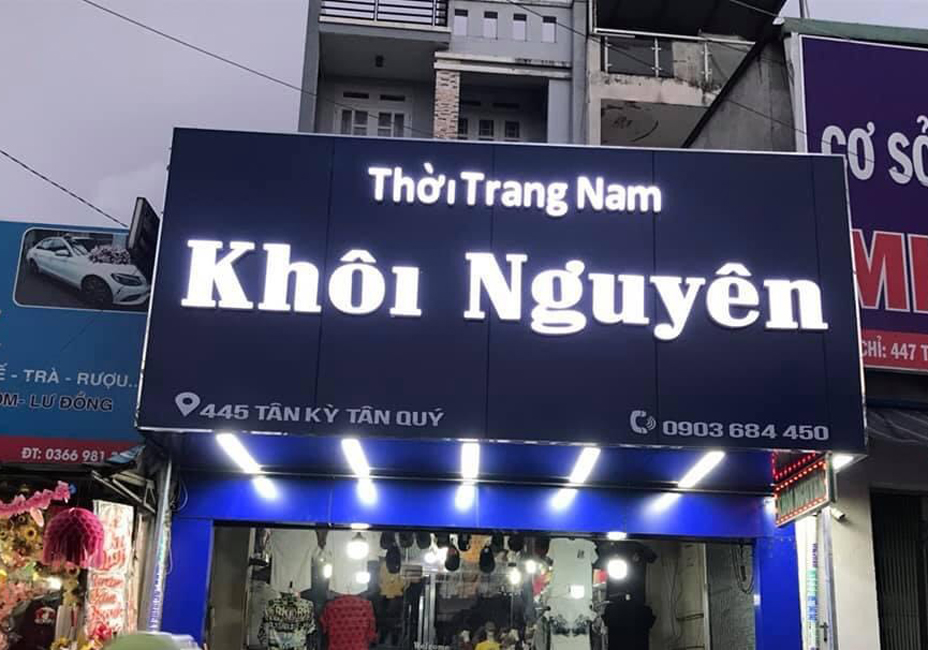 Thời Trang Nam
Khôi Nguyên
445 TÂN KỲ TÂN QUÝ
0903 684 450
CƠ SỞ
CHỈ: 447 T
- TRÀ - RƯỢU...
- LƯ ĐỒNG
ĐT: 0366 981